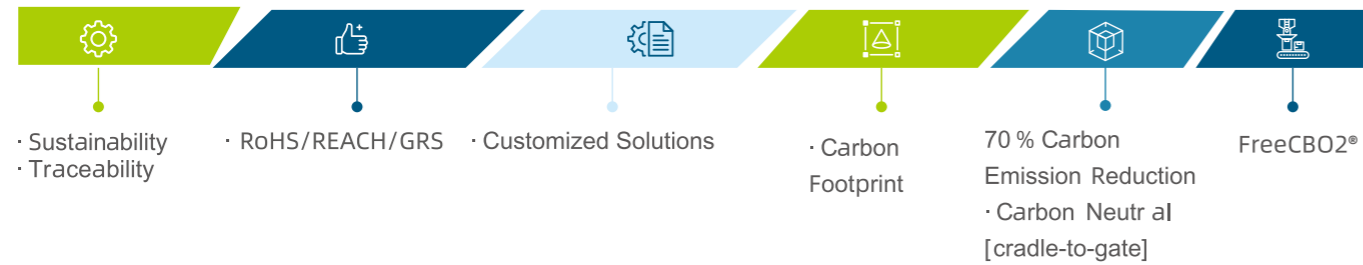 · Sustainability
· Traceability
· RoHS/REACH/GRS
· Customized Solutions
· Carbon
Footprint
70 % Carbon
Emission Reduction
· Carbon Neutr al
[cradle-to-gate]
FreeCBO2®